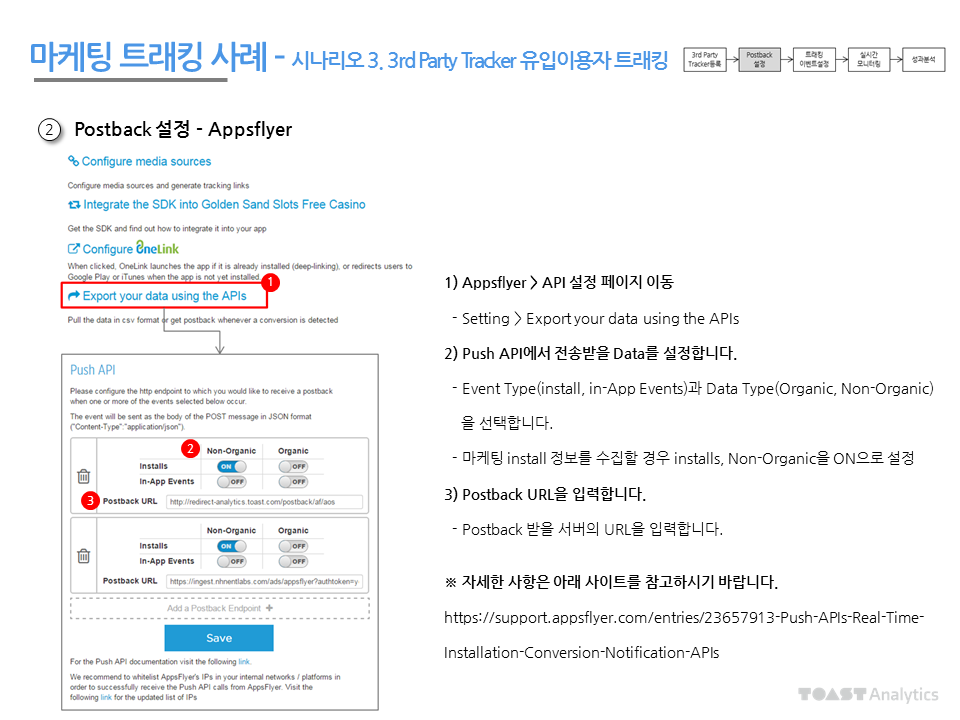 마케팅 트래킹 사례 - 시나리오 3. 3rd Party Tracker 유입이용자 트래킹
3rd Party
Tracker등록
Postback
설정
트래킹
이벤트설정
실시간
모니터링
성과분석
2 Postback 설정 - Appsflyer
Configure media sources
Configure media sources and generate tracking links
Integrate the SDK into Golden Sand Slots Free Casino
Get the SDK and find out how to integrate it into your app
Configure OneLink
When clicked, OneLink launches the app if it is already installed (deep-linking), or redirects users to
Google Play or iTunes when the app is not yet installed.
1
Export your data using the APIs
Pull the data in csv format or get postback whenever a conversion is detected
Push API
Please configure the http endpoint to which you would like to receive a postback
when one or more of the events selected below occur.
The event will be sent as the body of the POST message in JSON format
("Content-Type":"application/json").
2 Non-Organic Organic
Installs ON OFF
In-App Events OFF OFF
3 Postback URL http://redirect-analytics.toast.com/postback/af/aos
Non-Organic Organic
Installs ON OFF
In-App Events OFF OFF
Postback URL https://ingest.nhnentlabs.com/ads/appsflyer?authtoken=y
Add a Postback Endpoint +
Save
For the Push API documentation visit the following link.
We recommend to whitelist AppsFlyer's IPs in your internal networks / platforms in
order to successfully receive the Push API calls from AppsFlyer. Visit the
following link for the updated list of IPs
1) Appsflyer > API 설정 페이지 이동
- Setting > Export your data using the APIs
2) Push API에서 전송받을 Data를 설정합니다.
- Event Type(install, in-App Events)과 Data Type(Organic, Non-Organic)
을 선택합니다.
- 마케팅 install 정보를 수집할 경우 installs, Non-Organic을 ON으로 설정
3) Postback URL을 입력합니다.
- Postback 받을 서버의 URL을 입력합니다.
※ 자세한 사항은 아래 사이트를 참고하시기 바랍니다.
https://support.appsflyer.com/entries/23657913-Push-APIs-Real-Time-
Installation-Conversion-Notification-APIs
TOAST Analytics